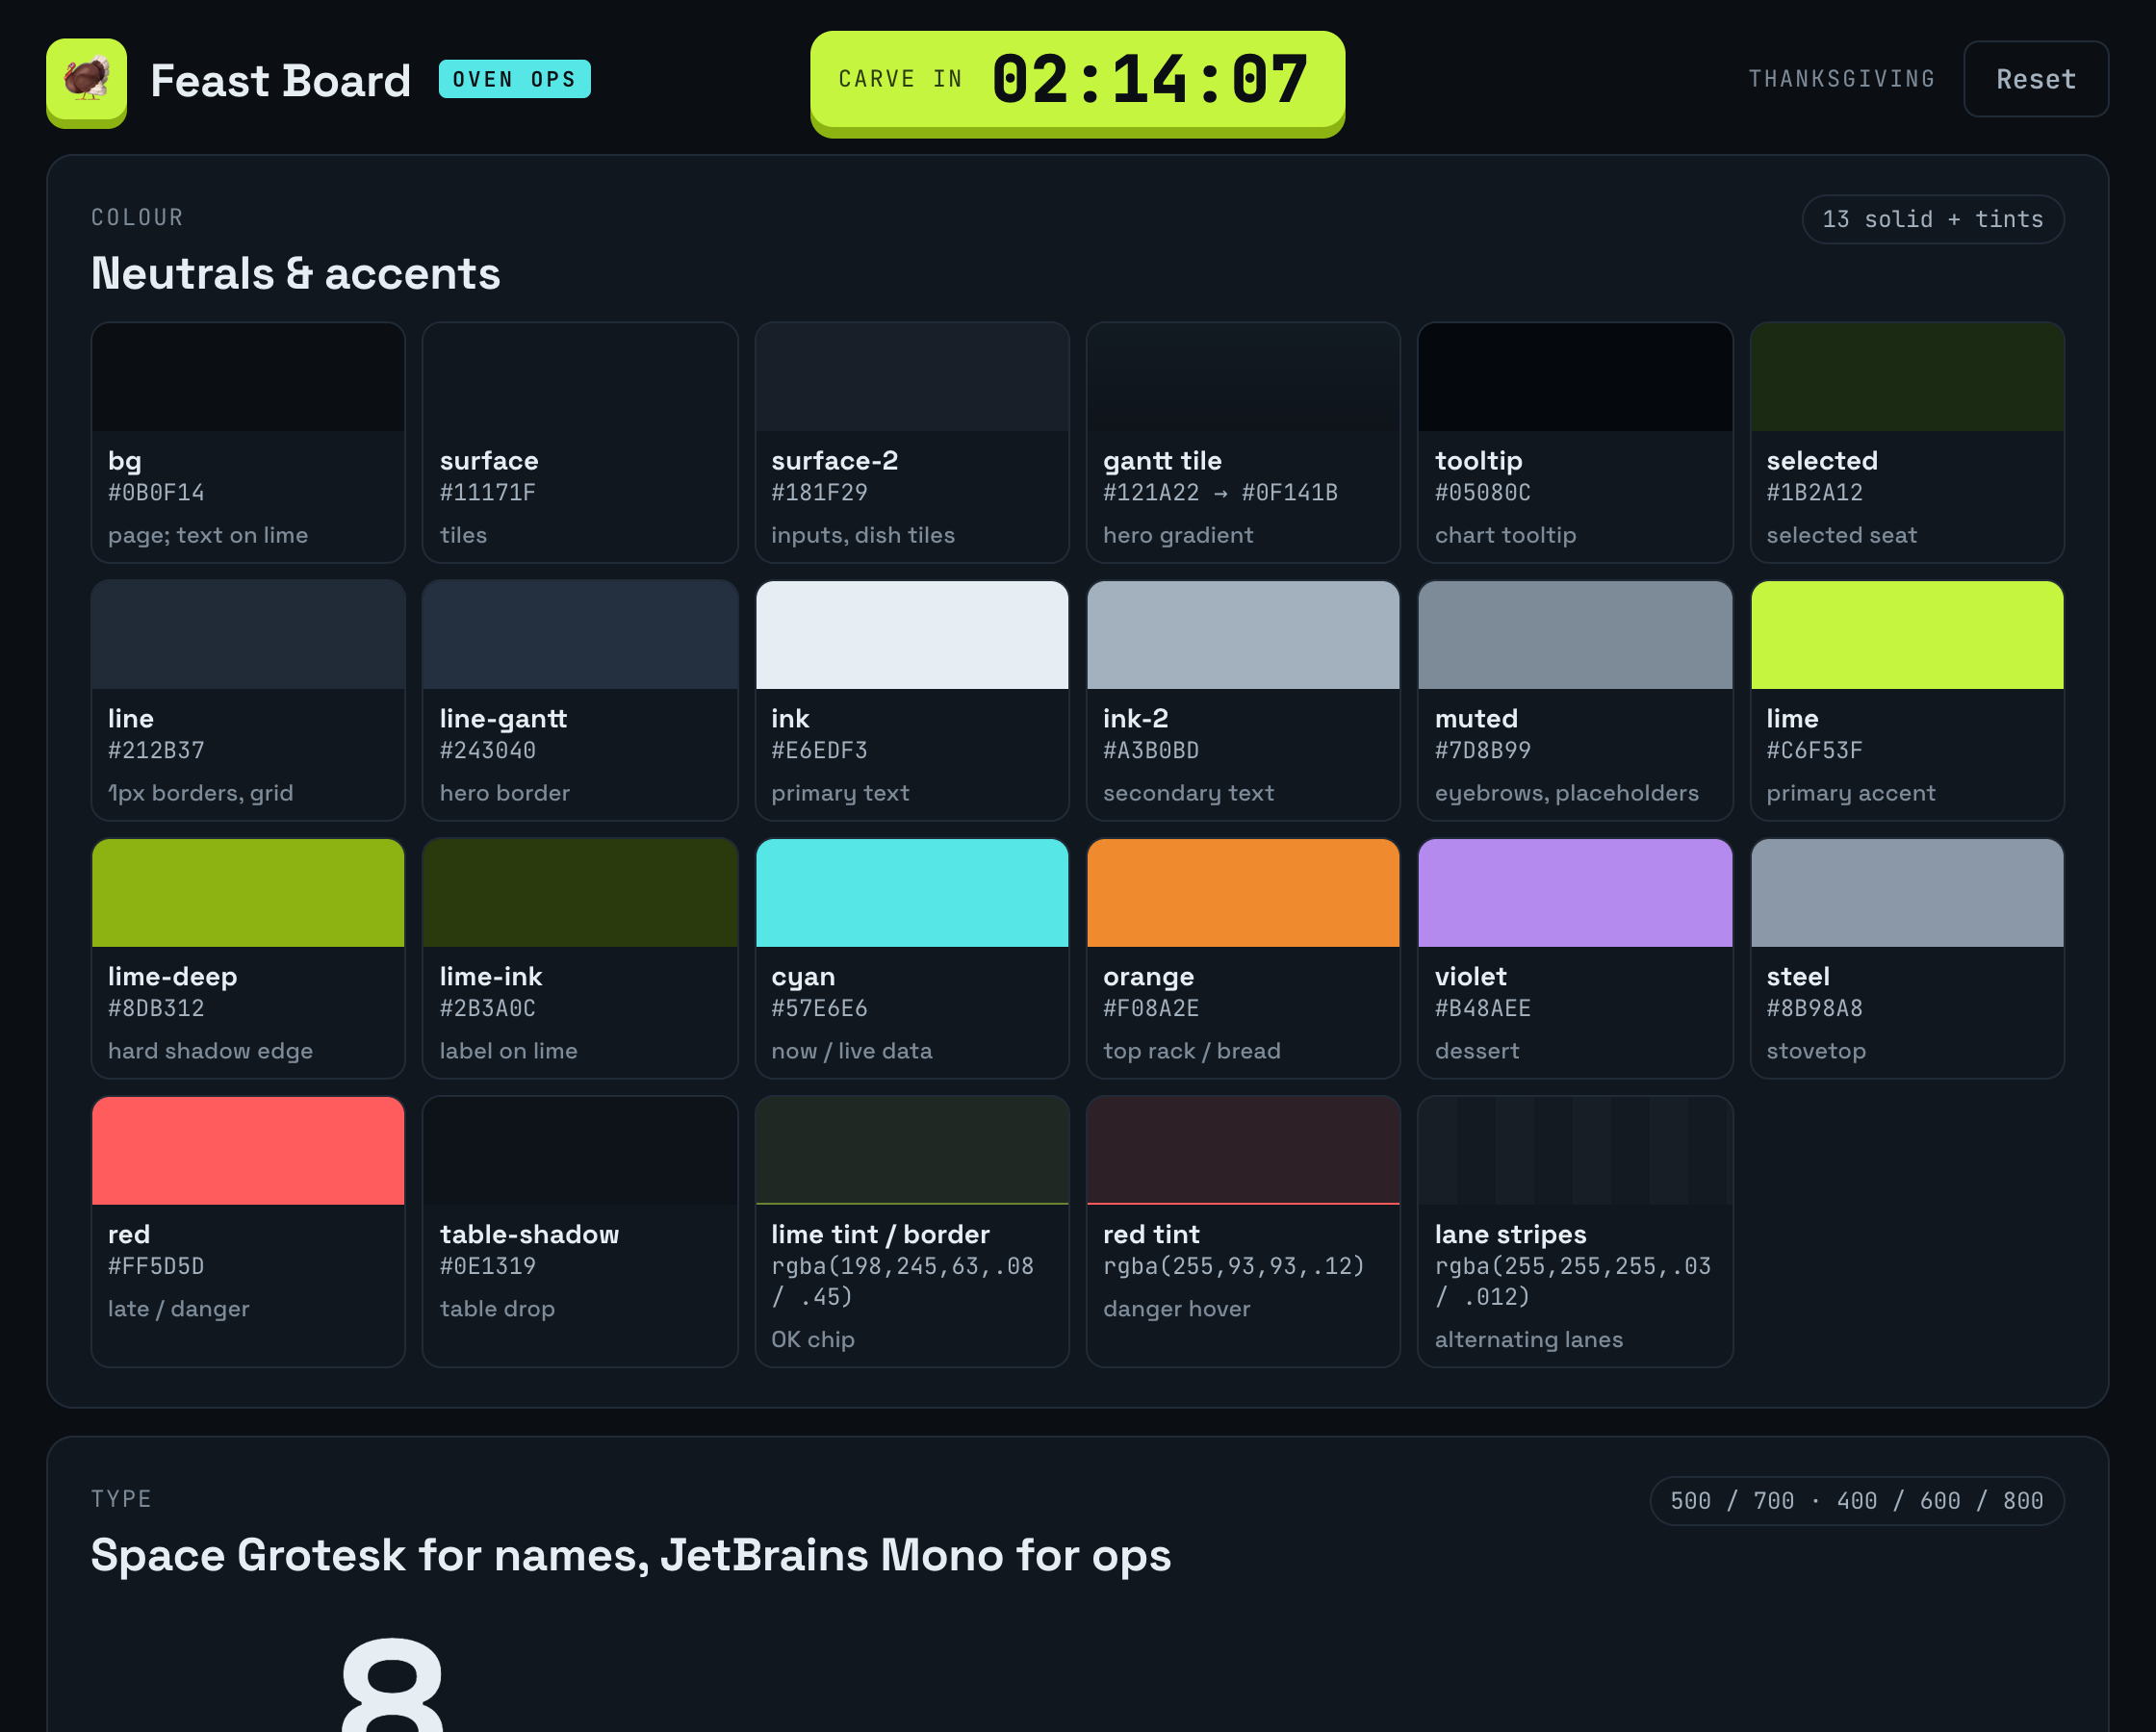 Feast Board
OVEN OPS
CARVE IN
02:14:07
THANKSGIVING
Reset
COLOUR
13 solid + tints
Neutrals & accents
bg
#0B0F14
page; text on lime
surface
#11171F
tiles
surface-2
#181F29
inputs, dish tiles
gantt tile
#121A22 → #0F141B
hero gradient
tooltip
#05080C
chart tooltip
selected
#1B2A12
selected seat
line
#212B37
1px borders, grid
line-gantt
#243040
hero border
ink
#E6EDF3
primary text
ink-2
#A3B0BD
secondary text
muted
#7D8B99
eyebrows, placeholders
lime
#C6F53F
primary accent
lime-deep
#8DB312
hard shadow edge
lime-ink
#2B3A0C
label on lime
cyan
#57E6E6
now / live data
orange
#F08A2E
top rack / bread
violet
#B48AEE
dessert
steel
#8B98A8
stovetop
red
#FF5D5D
late / danger
table-shadow
#0E1319
table drop
lime tint / border
rgba(198,245,63,.08
/ .45)
OK chip
red tint
rgba(255,93,93,.12)
danger hover
lane stripes
rgba(255,255,255,.03
/ .012)
alternating lanes
TYPE
500 / 700 · 400 / 600 / 800
Space Grotesk for names, JetBrains Mono for ops
8